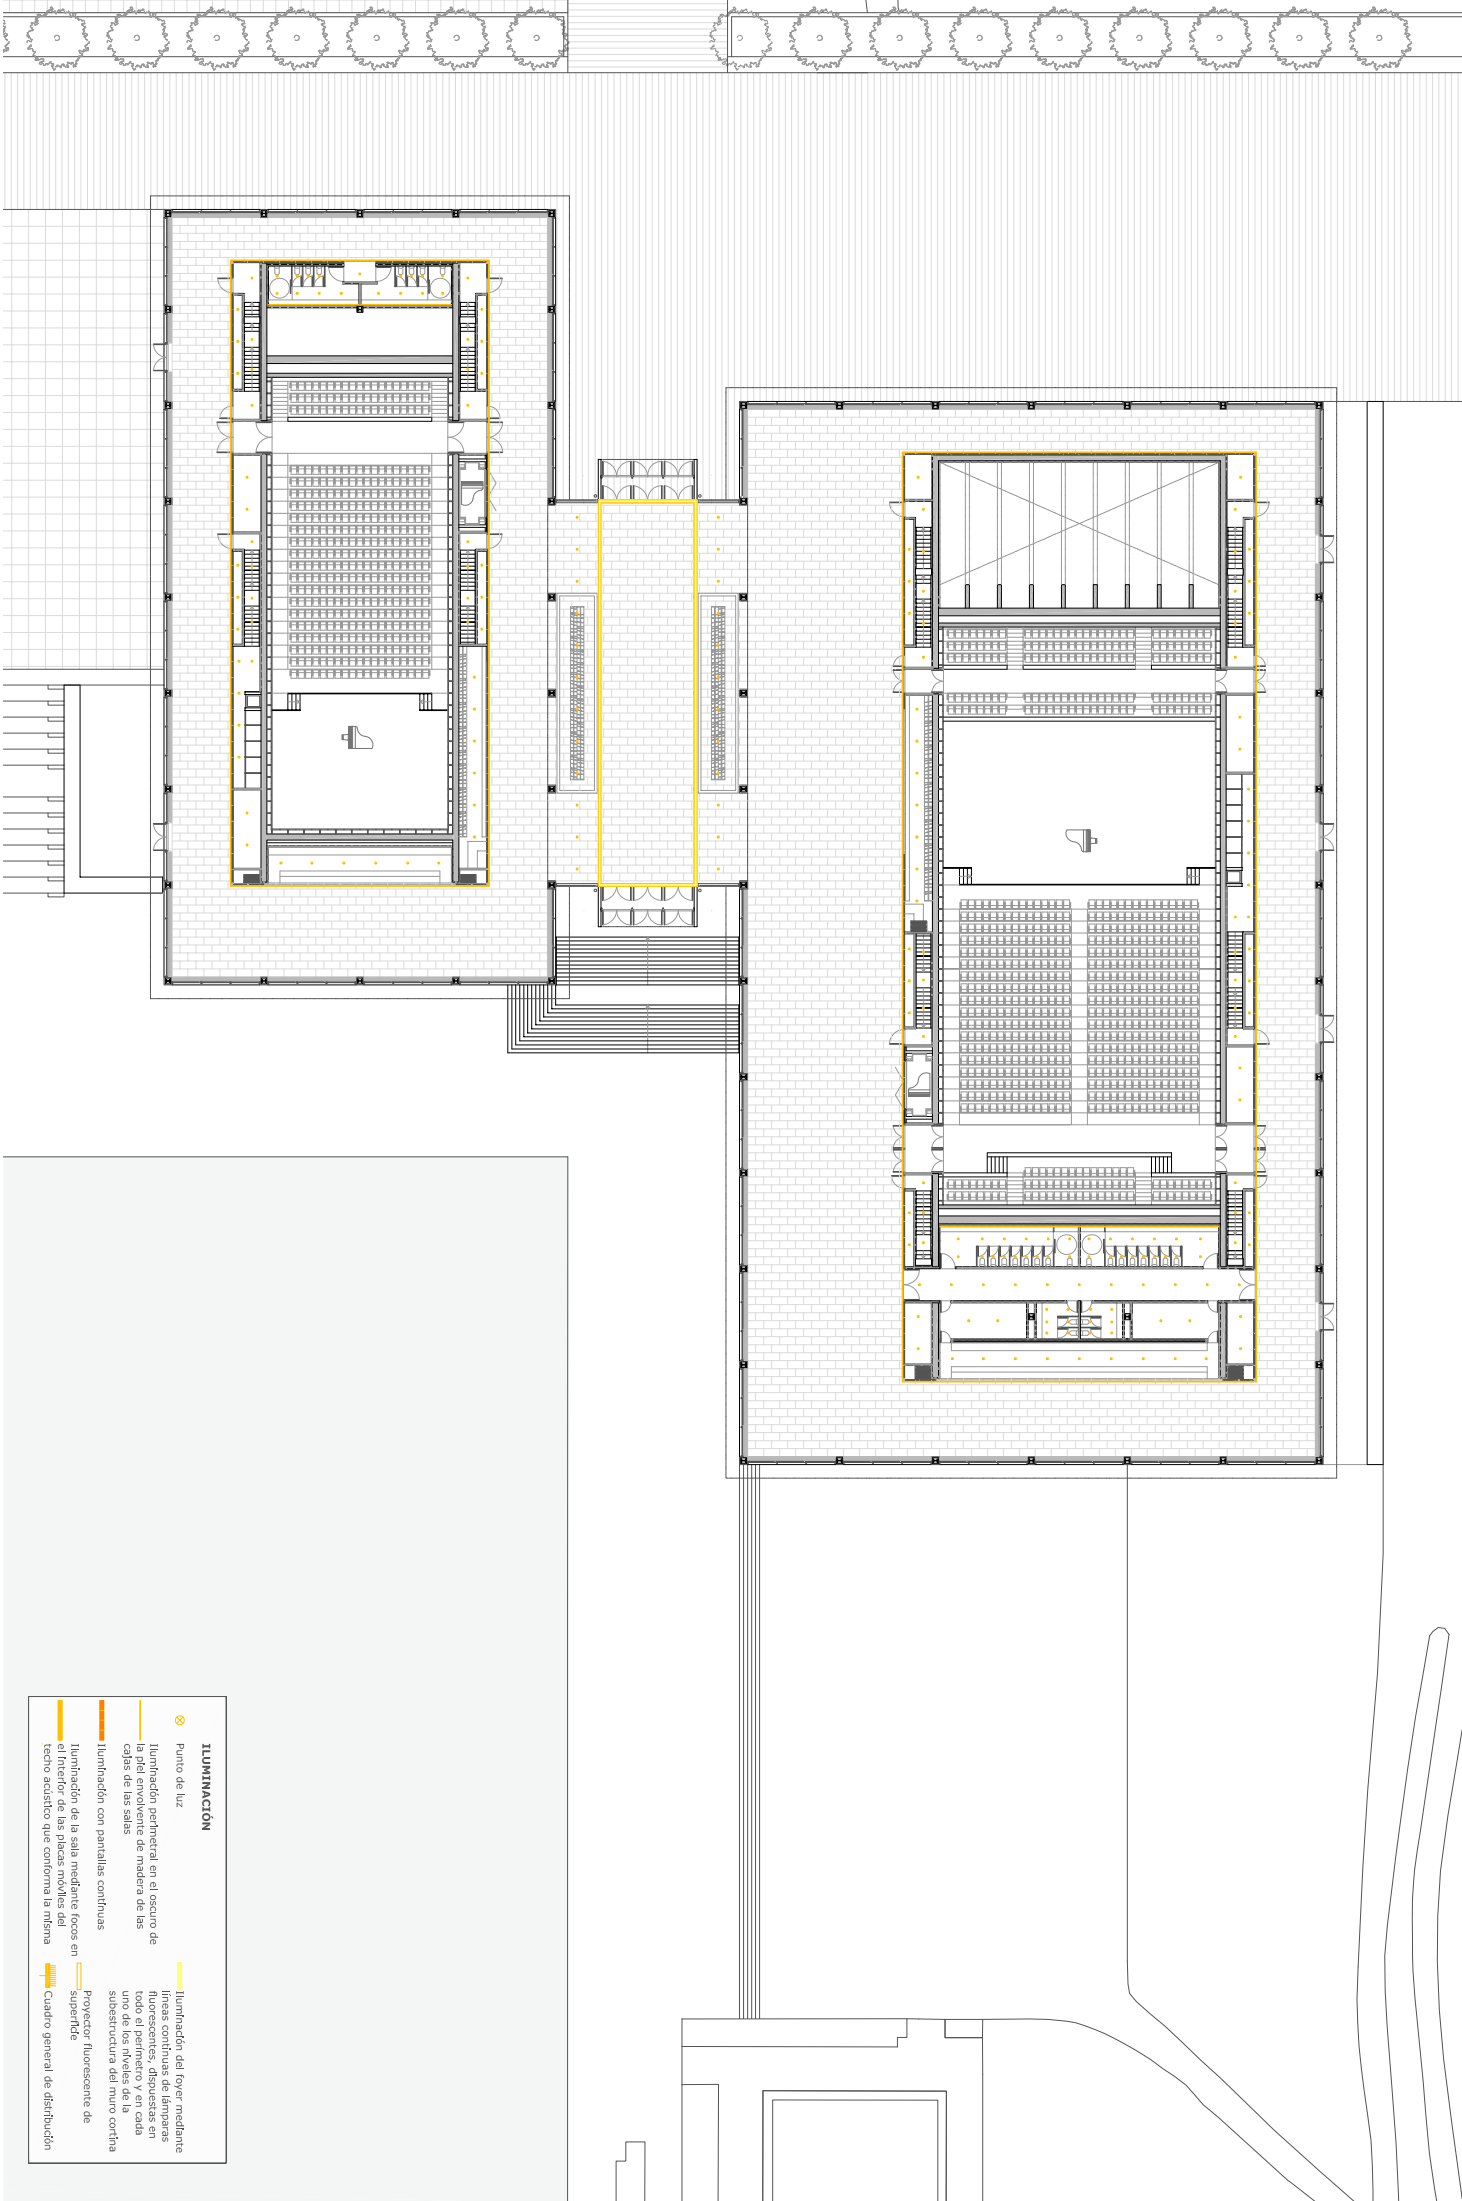 ILUMINACIÓN
Punto de luz
Iluminación perimetral en el oscuro de
la piel envolvente de madera de las
cajas de las salas
Iluminación con pantallas contínuas
Iluminación de la sala mediante focos en
el interior de las placas móviles del
techo acústico que conforma la misma
Iluminación del foyer mediante
líneas contínuas de lámparas
fluorescentes, dispuestas en
todo el perímetro y en cada
uno de los niveles de la
subestructura del muro cortina
Proyector fluorescente de
superficie
Cuadro general de distribución